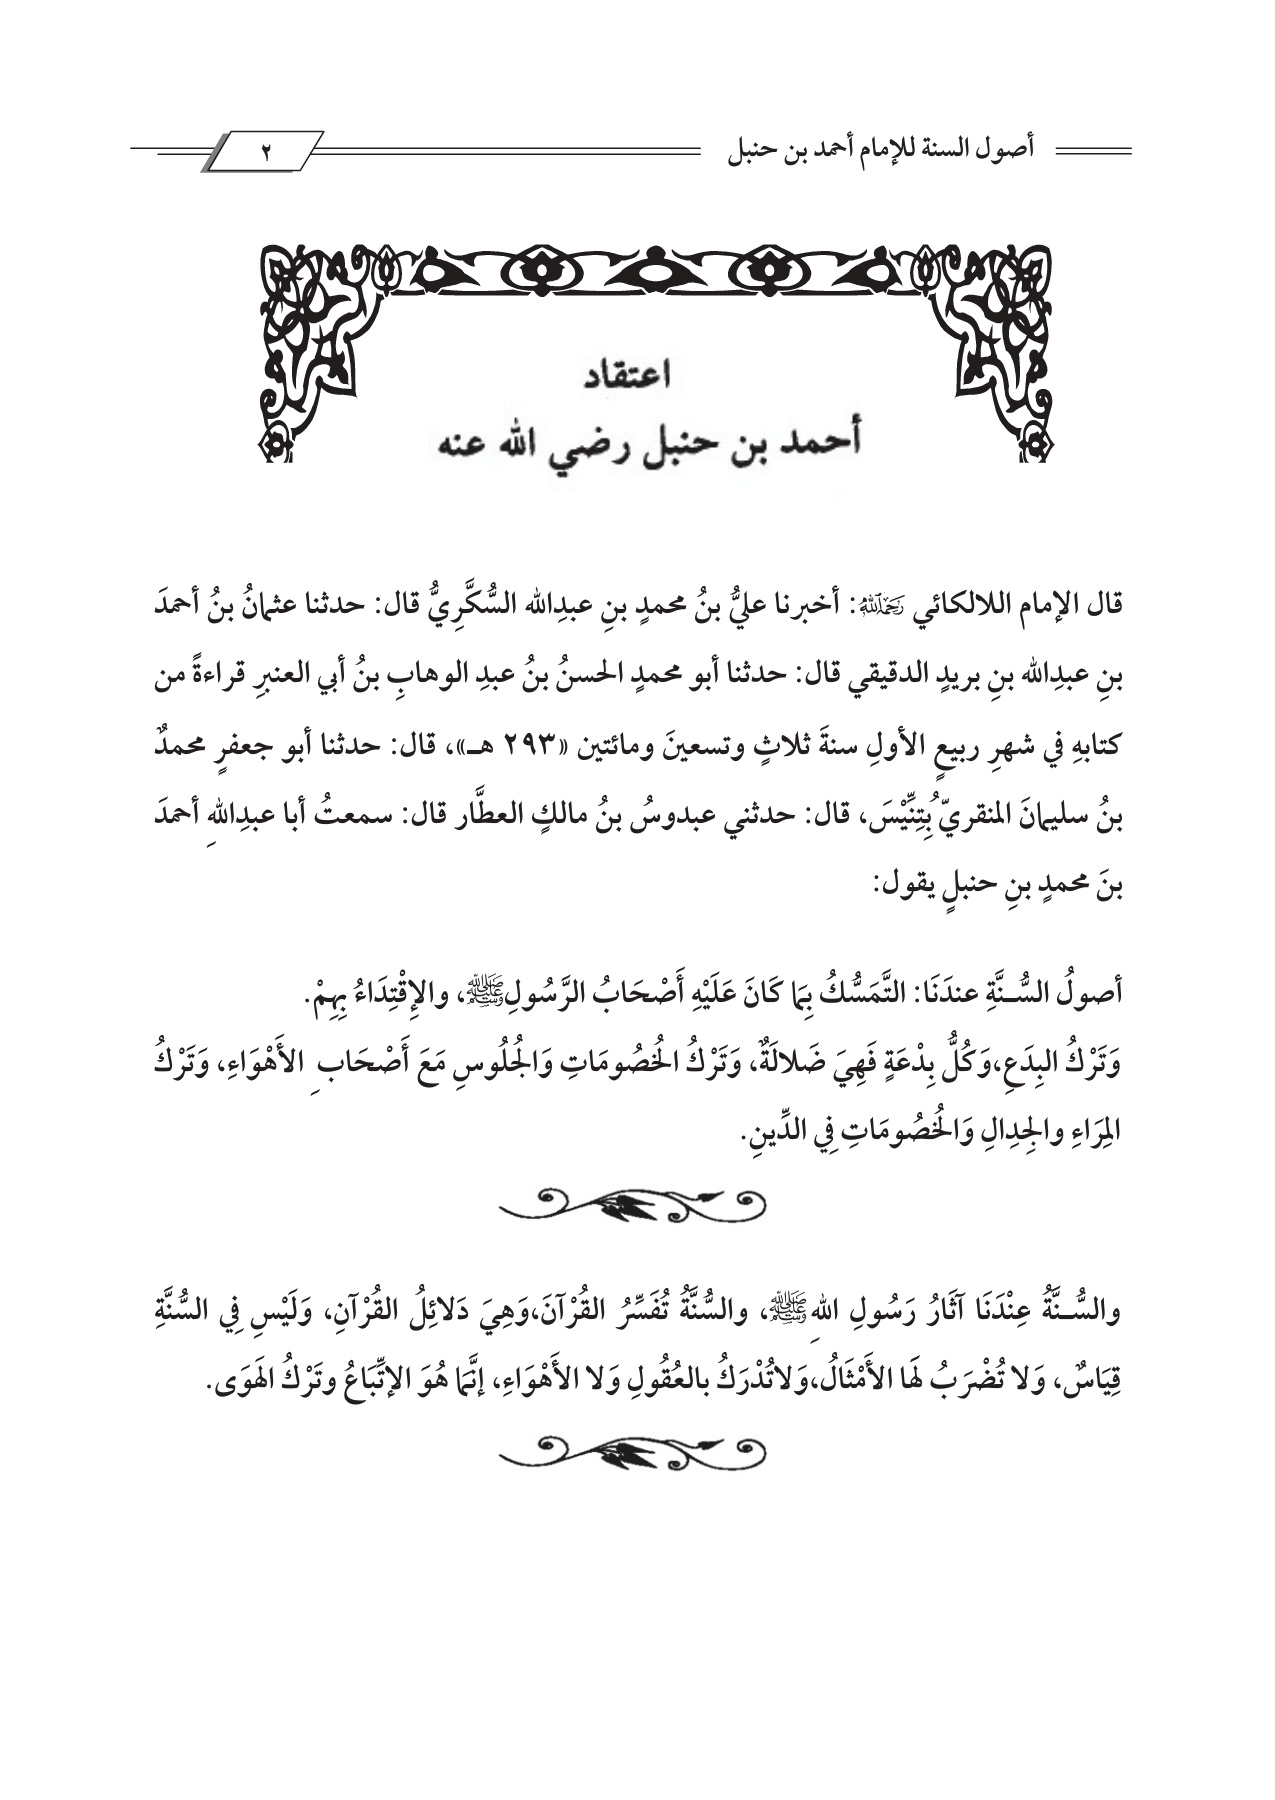 أصول السنة للإمام أحمد بن حنبل
٢
اعتقاد
أحمد بن حنبل رضي الله عنه
قال الإمام اللالكائي رَحِمَهُ اللَّهُ: أخبرنا عليُّ بنُ محمدٍ بنِ عبدِالله السُّكَّرِيُّ قال: حدثنا عثمانُ بنُ أحمدَ
بنِ عبدِالله بنِ بريدٍ الدقيقي قال: حدثنا أبو محمدٍ الحسنُ بنُ عبدِ الوهابِ بنُ أبي العنبرِ قراءةً من
كتابهِ في شهرِ ربيعٍ الأولِ سنةَ ثلاثٍ وتسعينَ ومائتين «٢٩٣ هـ»، قال: حدثنا أبو جعفرٍ محمدٌ
بنُ سليمانَ المنقريّ ُبِتِنِّيْسَ، قال: حدثني عبدوسُ بنُ مالكٍ العطَّار قال: سمعتُ أبا عبدِاللهِ أحمدَ
بنَ محمدٍ بنِ حنبلٍ يقول:
أصولُ السُّـنَّةِ عندَنَا: التَّمَسُّكُ بِمَا كَانَ عَلَيْهِ أَصْحَابُ الرَّسُولِ ﷺ، والإِقْتِدَاءُ بِهِمْ.
وَتَرْكُ البِدَعِ،وَكُلُّ بِدْعَةٍ فَهِيَ ضَلالَةٌ، وَتَرْكُ الخُصُومَاتِ وَالجُلُوسِ مَعَ أَصْحَابِ الأَهْوَاءِ، وَتَرْكُ
المِرَاءِ والجِدِالِ وَالخُصُومَاتِ فِي الدِّينِ.
والسُّـنَّةُ عِنْدَنَا آثَارُ رَسُولِ اللهِ ﷺ، والسُّنَّةُ تُفَسِّرُ القُرْآنَ،وَهِيَ دَلائِلُ القُرْآنِ، وَلَيْسِ فِي السُّنَّةِ
قِيَاسٌ، وَلا تُضْرَبُ لَهَا الأَمْثَالُ،وَلاتُدْرَكُ بالعُقُولِ وَلا الأَهْوَاءِ، إنَّمَا هُوَ الإتِّبَاعُ وتَرْكُ الهَوَى.